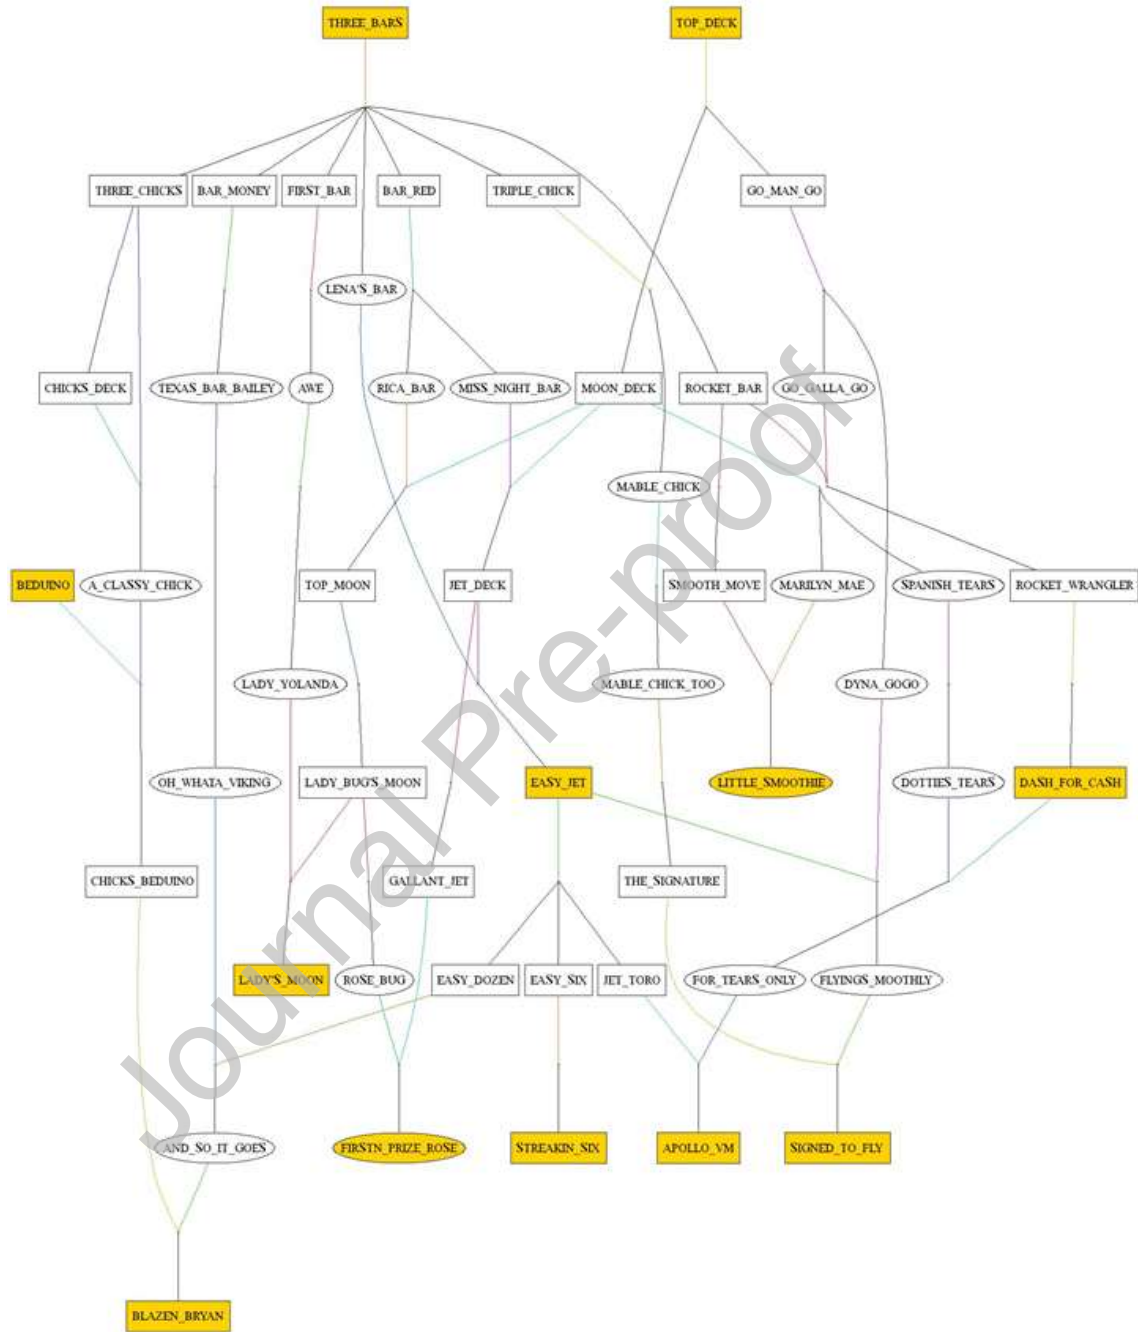 THREE_BARS
TOP_DECK
THREE_CHICKS
BAR_MONEY
FIRST_BAR
BAR_RED
TRIPLE_CHICK
GO_MAN_GO
LENA'S_BAR
CHICKS_DECK
TEXAS_BAR_BAILEY
AWE
RICA_BAR
MISS_NIGHT_BAR
MOON_DECK
ROCKET_BAR
GO_GALLA_GO
MABLE_CHICK
BEDUINO
A_CLASSY_CHICK
TOP_MOON
JET_DECK
SMOOTH_MOVE
MARILYN_MAE
SPANISH_TEARS
ROCKET_WRANGLER
LADY_YOLANDA
MABLE_CHICK_TOO
DYNA_GOGO
OH_WHATA_VIKING
LADY_BUG'S_MOON
EASY_JET
LITTLE_SMOOTHIE
DOTTIES_TEARS
DASH_FOR_CASH
CHICKS_BEDUINO
GALLANT_JET
THE_SIGNATURE
LADY'S_MOON
ROSE_BUG
EASY_DOZEN
EASY_SIX
JET_TORO
FOR_TEARS_ONLY
FLYINGS_MOOTHLY
AND_SO_IT_GOES
FIRSTN_PRIZE_ROSE
STREAKIN_SIX
APOLLO_VM
SIGNED_TO_FLY
BLAZEN_BRYAN
Journal Pre-proof